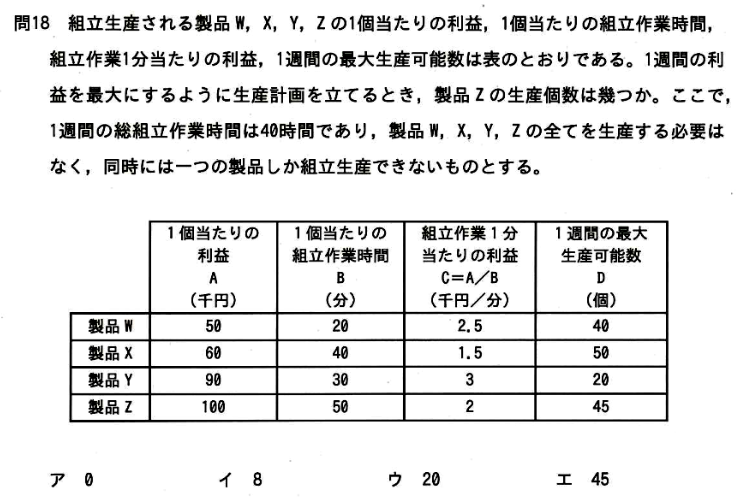 問18　組立生産される製品W，X，Y，Zの1個当たりの利益，1個当たりの組立作業時間，
組立作業1分当たりの利益，1週間の最大生産可能数は表のとおりである。1週間の利
益を最大にするように生産計画を立てるとき，製品Zの生産個数は幾つか。ここで，
1週間の総組立作業時間は40時間であり，製品W，X，Y，Zの全てを生産する必要は
なく，同時には一つの製品しか組立生産できないものとする。
1個当たりの 1個当たりの 組立作業1分 1週間の最大
利益 組立作業時間 当たりの利益 生産可能数
A B C＝A／B D
（千円） （分） （千円／分） （個）
製品W 50 20 2.5 40
製品X 60 40 1.5 50
製品Y 90 30 3 20
製品Z 100 50 2 45
ア 0 イ 8 ウ 20 エ 45